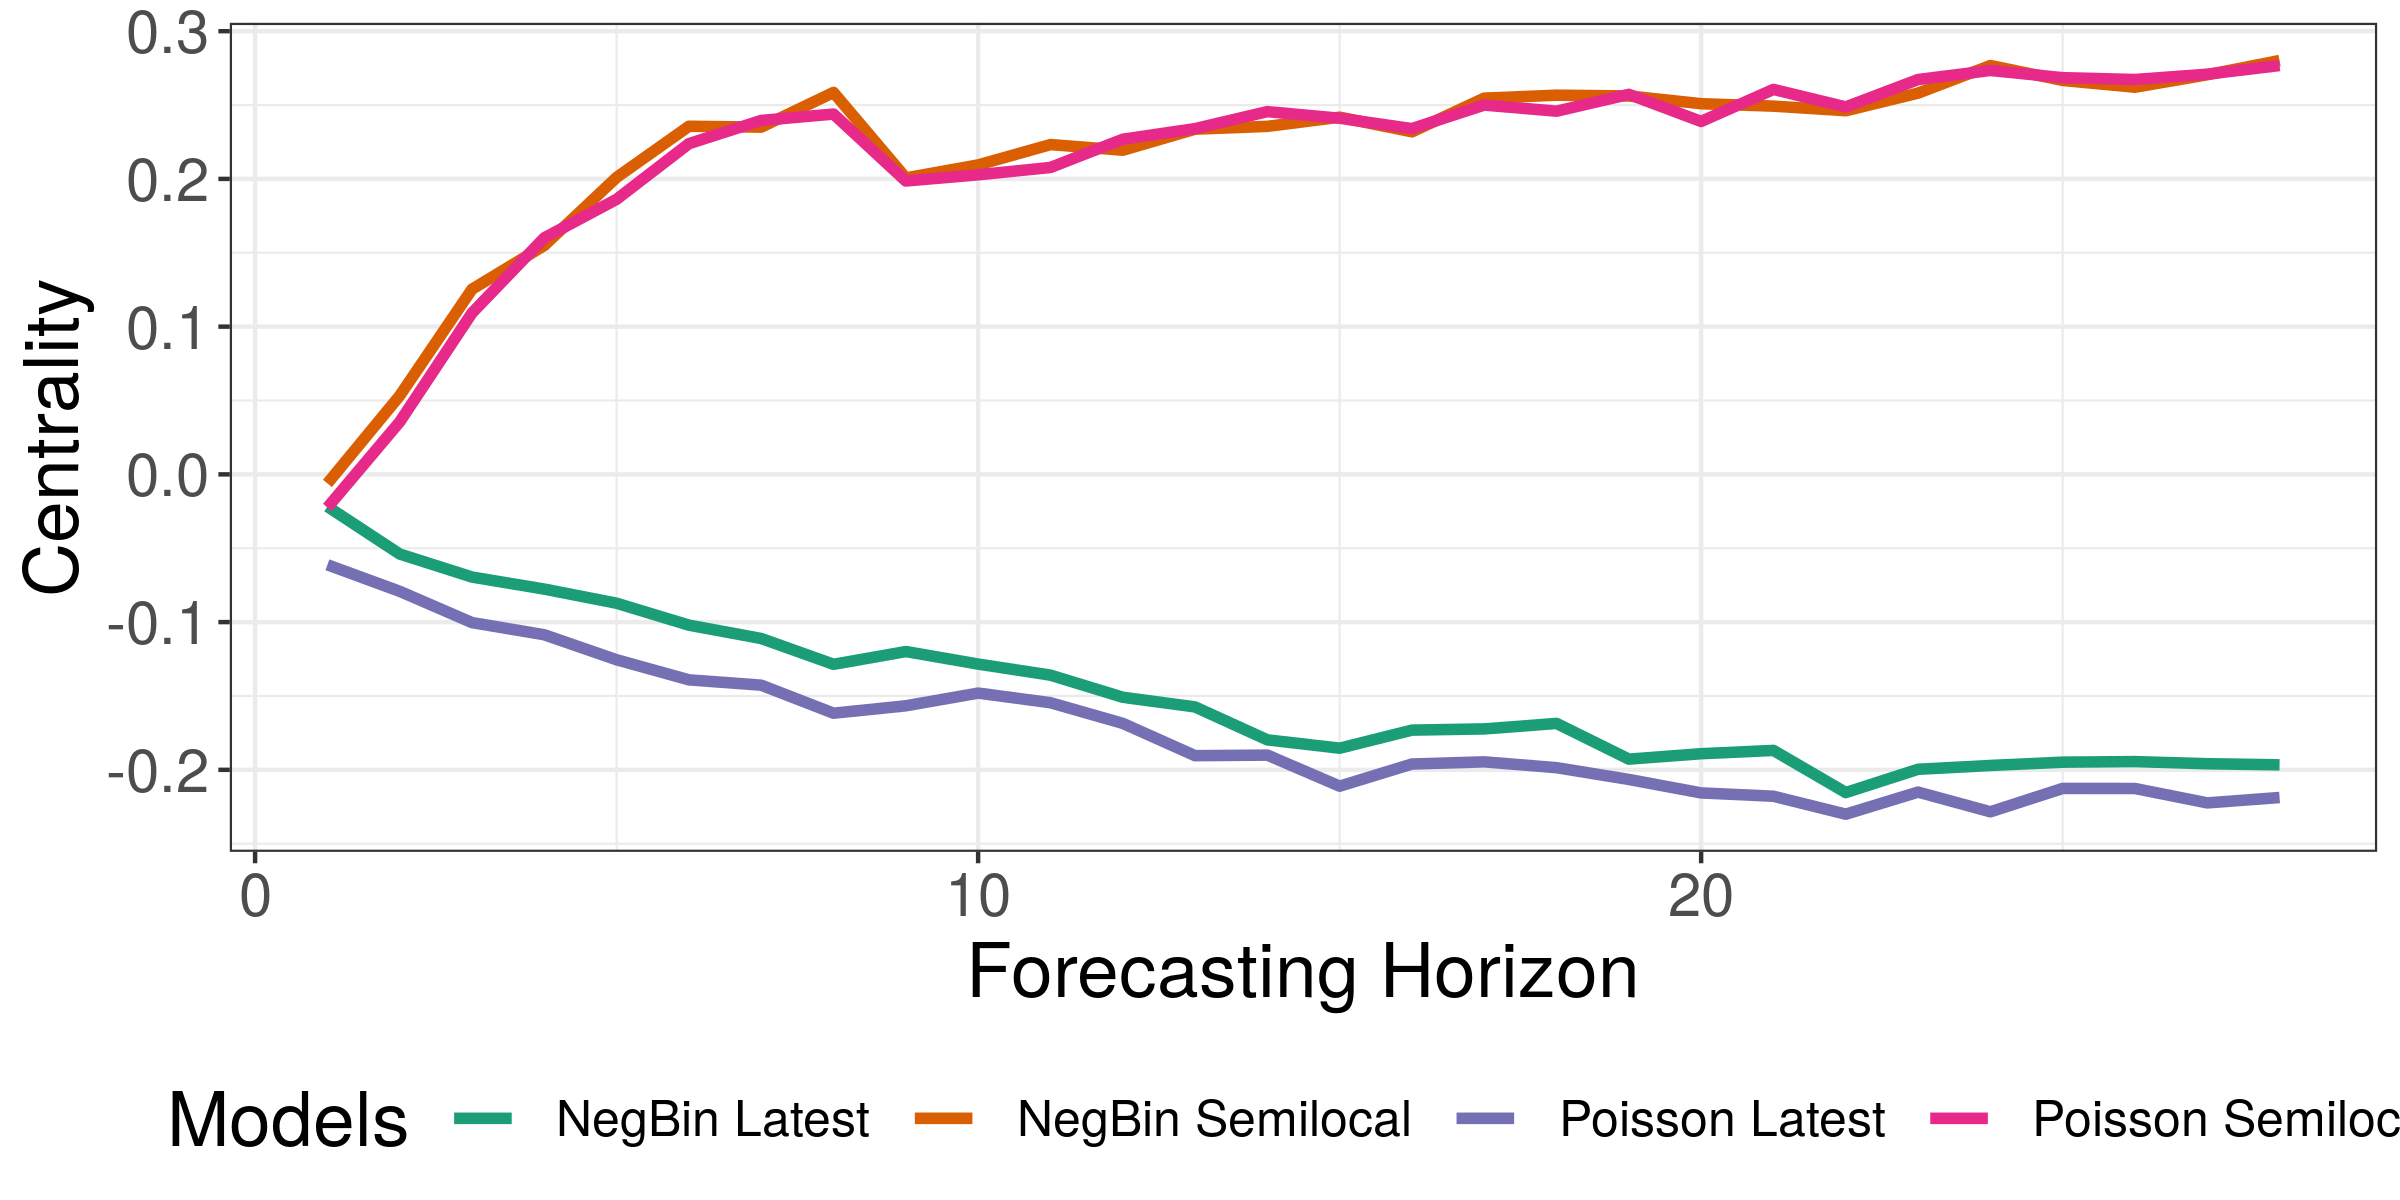 0.3
0.2
0.1
0.0
-0.1
-0.2
Centrality
0 10 20
Forecasting Horizon
Models NegBin Latest NegBin Semilocal Poisson Latest Poisson Semiloc